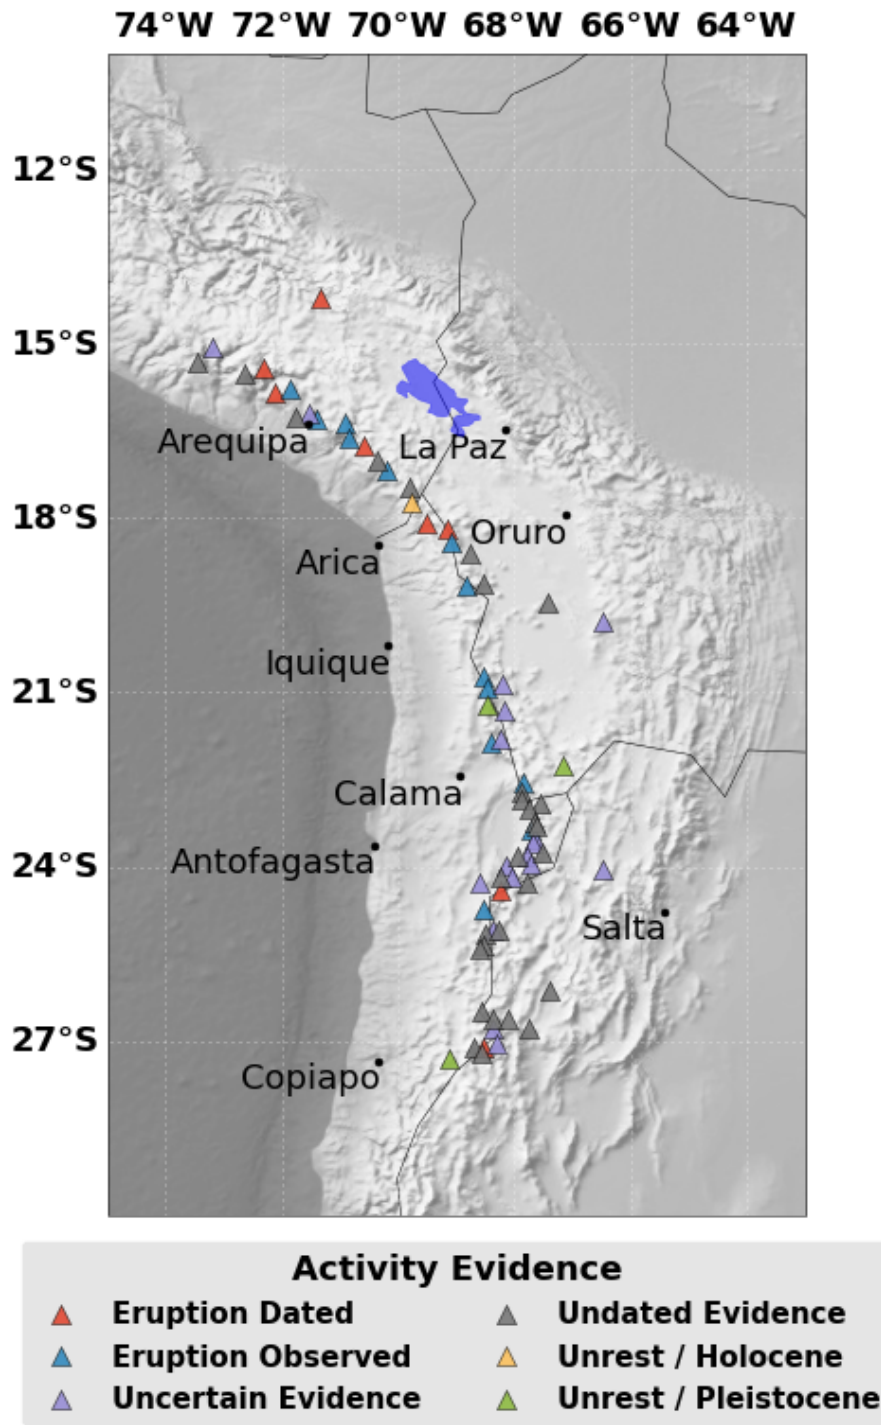 74°W 72°W 70°W 68°W 66°W 64°W
12°S
15°S
Arequipa
La Paz
18°S
Oruro
Arica
Iquique
21°S
Calama
Antofagasta
24°S
Salta
27°S
Copiapo
Activity Evidence
Eruption Dated
Undated Evidence
Eruption Observed
Unrest / Holocene
Uncertain Evidence
Unrest / Pleistocene